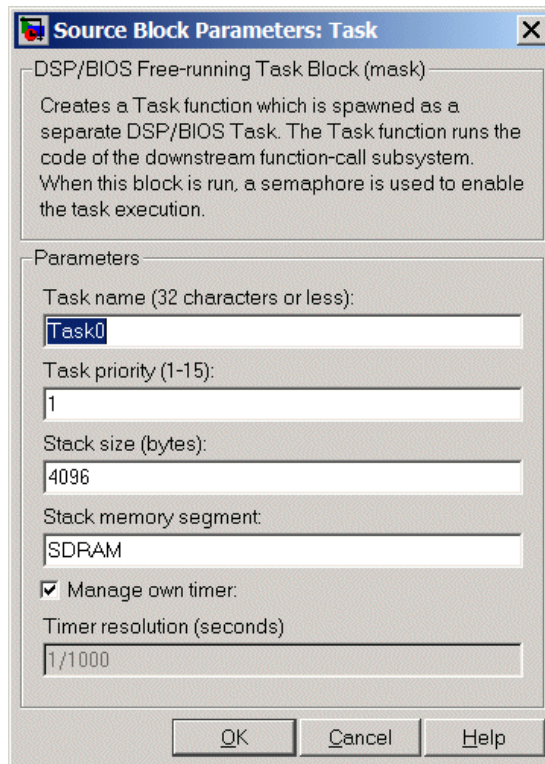 Source Block Parameters: Task
DSP/BIOS Free-running Task Block (mask)
Creates a Task function which is spawned as a
separate DSP/BIOS Task. The Task function runs the
code of the downstream function-call subsystem.
When this block is run, a semaphore is used to enable
the task execution.
Parameters
Task name (32 characters or less):
Task0
Task priority (1-15):
1
Stack size (bytes):
4096
Stack memory segment:
SDRAM
Manage own timer:
Timer resolution (seconds)
1/1000
OK Cancel Help